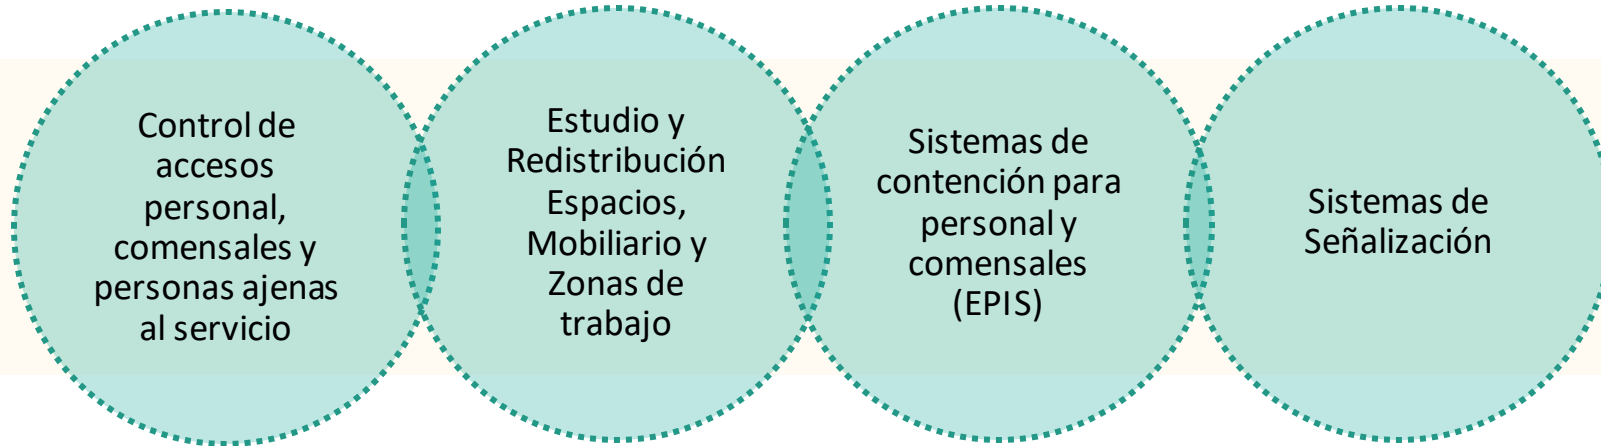 Control de
accesos
personal,
comensales y
personas ajenas
al servicio
Estudio y
Redistribución
Espacios,
Mobiliario y
Zonas de
trabajo
Sistemas de
contención para
personal y
comensales
(EPIS)
Sistemas de
Señalización